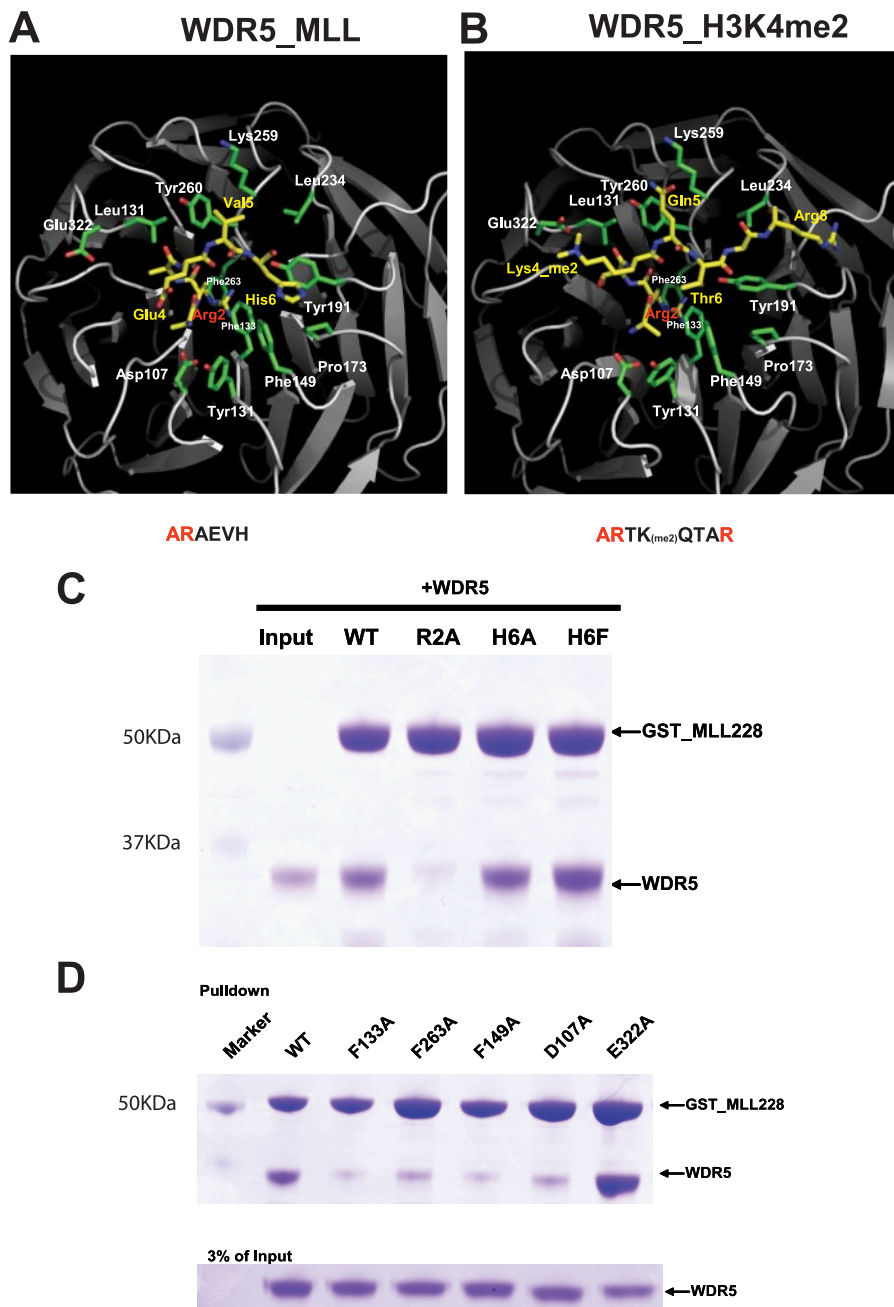 A
WDR5_MLL
B
WDR5_H3K4me2
Lys259
Tyr260
Val5
Leu234
Leu131
Glu322
Phe263
His6
Glu4
Arg2
Tyr191
Phe133
Asp107
Pro173
Phe149
Tyr131
Lys259
Tyr260
Leu234
Leu131
Gln5
Arg8
Glu322
Lys4_me2
Phe263
Thr6
Arg2
Tyr191
Phe133
Asp107
Pro173
Phe149
Tyr131
ARAEVH
ARTK(me2)QTAR
C
+WDR5
Input WT R2A H6A H6F
50KDa
GST_MLL228
37KDa
WDR5
D
Pulldown
Marker WT F133A F263A F149A D107A E322A
50KDa
GST_MLL228
WDR5
3% of Input
WDR5